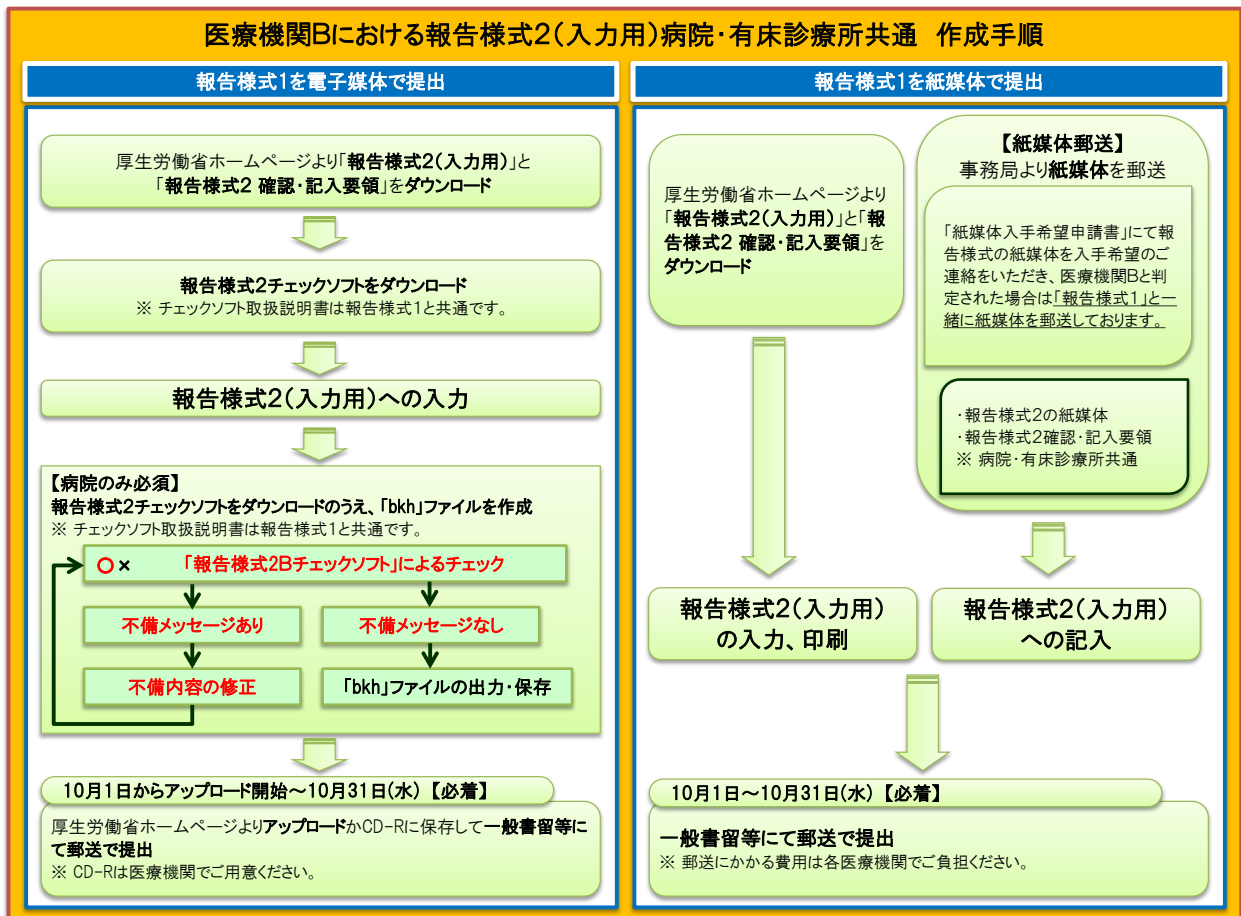 医療機関Bにおける報告様式2(入力用)病院・有床診療所共通 作成手順
報告様式1を電子媒体で提出
厚生労働省ホームページより「報告様式2(入力用)」と
「報告様式2 確認・記入要領」をダウンロード
報告様式2チェックソフトをダウンロード
※ チェックソフト取扱説明書は報告様式1と共通です。
報告様式2(入力用)への入力
【病院のみ必須】
報告様式2チェックソフトをダウンロードのうえ、「bkh」ファイルを作成
※ チェックソフト取扱説明書は報告様式1と共通です。
○× 「報告様式2Bチェックソフト」によるチェック
不備メッセージあり
不備メッセージなし
不備内容の修正
「bkh」ファイルの出力・保存
10月1日からアップロード開始~10月31日(水) 【必着】
厚生労働省ホームページよりアップロードかCD-Rに保存して一般書留等に
て郵送で提出
※ CD-Rは医療機関でご用意ください。
報告様式1を紙媒体で提出
厚生労働省ホームページより
「報告様式2(入力用)」と「報
告様式2 確認・記入要領」を
ダウンロード
【紙媒体郵送】
事務局より紙媒体を郵送
「紙媒体入手希望申請書」にて報
告様式の紙媒体を入手希望のご
連絡をいただき、医療機関Bと判
定された場合は「報告様式1」と一
緒に紙媒体を郵送しております。
・報告様式2の紙媒体
・報告様式2確認・記入要領
※ 病院・有床診療所共通
報告様式2(入力用)
の入力、印刷
報告様式2(入力用)
への記入
10月1日~10月31日(水) 【必着】
一般書留等にて郵送で提出
※ 郵送にかかる費用は各医療機関でご負担ください。